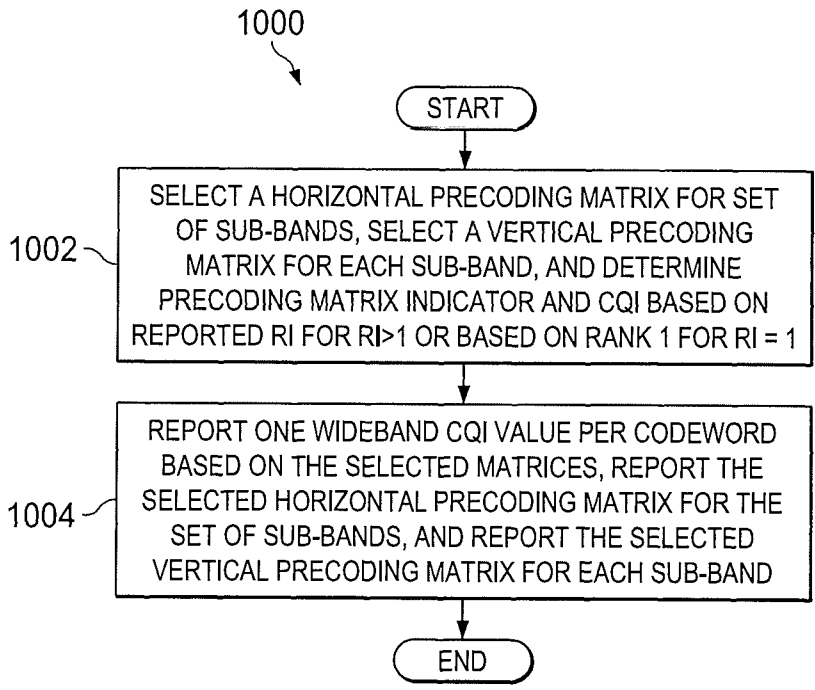 1000
START
SELECT A HORIZONTAL PRECODING MATRIX FOR SET
OF SUB-BANDS, SELECT A VERTICAL PRECODING
MATRIX FOR EACH SUB-BAND, AND DETERMINE
PRECODING MATRIX INDICATOR AND CQI BASED ON
REPORTED RI FOR RI>1 OR BASED ON RANK 1 FOR RI = 1
1002
REPORT ONE WIDEBAND CQI VALUE PER CODEWORD
BASED ON THE SELECTED MATRICES, REPORT THE
SELECTED HORIZONTAL PRECODING MATRIX FOR THE
SET OF SUB-BANDS, AND REPORT THE SELECTED
VERTICAL PRECODING MATRIX FOR EACH SUB-BAND
1004
END